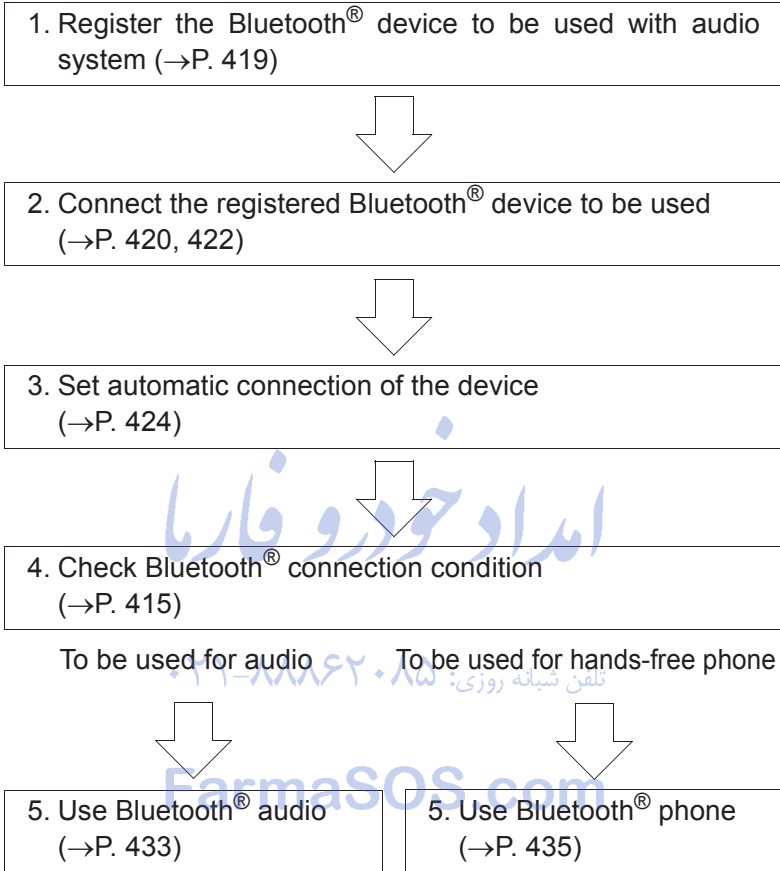 1. Register the Bluetooth® device to be used with audio
system (→P. 419)
2. Connect the registered Bluetooth® device to be used
(→P. 420, 422)
3. Set automatic connection of the device
(→P. 424)
امداد خودرو فارما
4. Check Bluetooth® connection condition
(→P. 415)
To be used for audio To be used for hands-free phone
تلفن شبانه روزی: ۰۲۱-۸۸۸۶۲۰۸۵
FarmaSOS.com
5. Use Bluetooth® audio
(→P. 433)
5. Use Bluetooth® phone
(→P. 435)